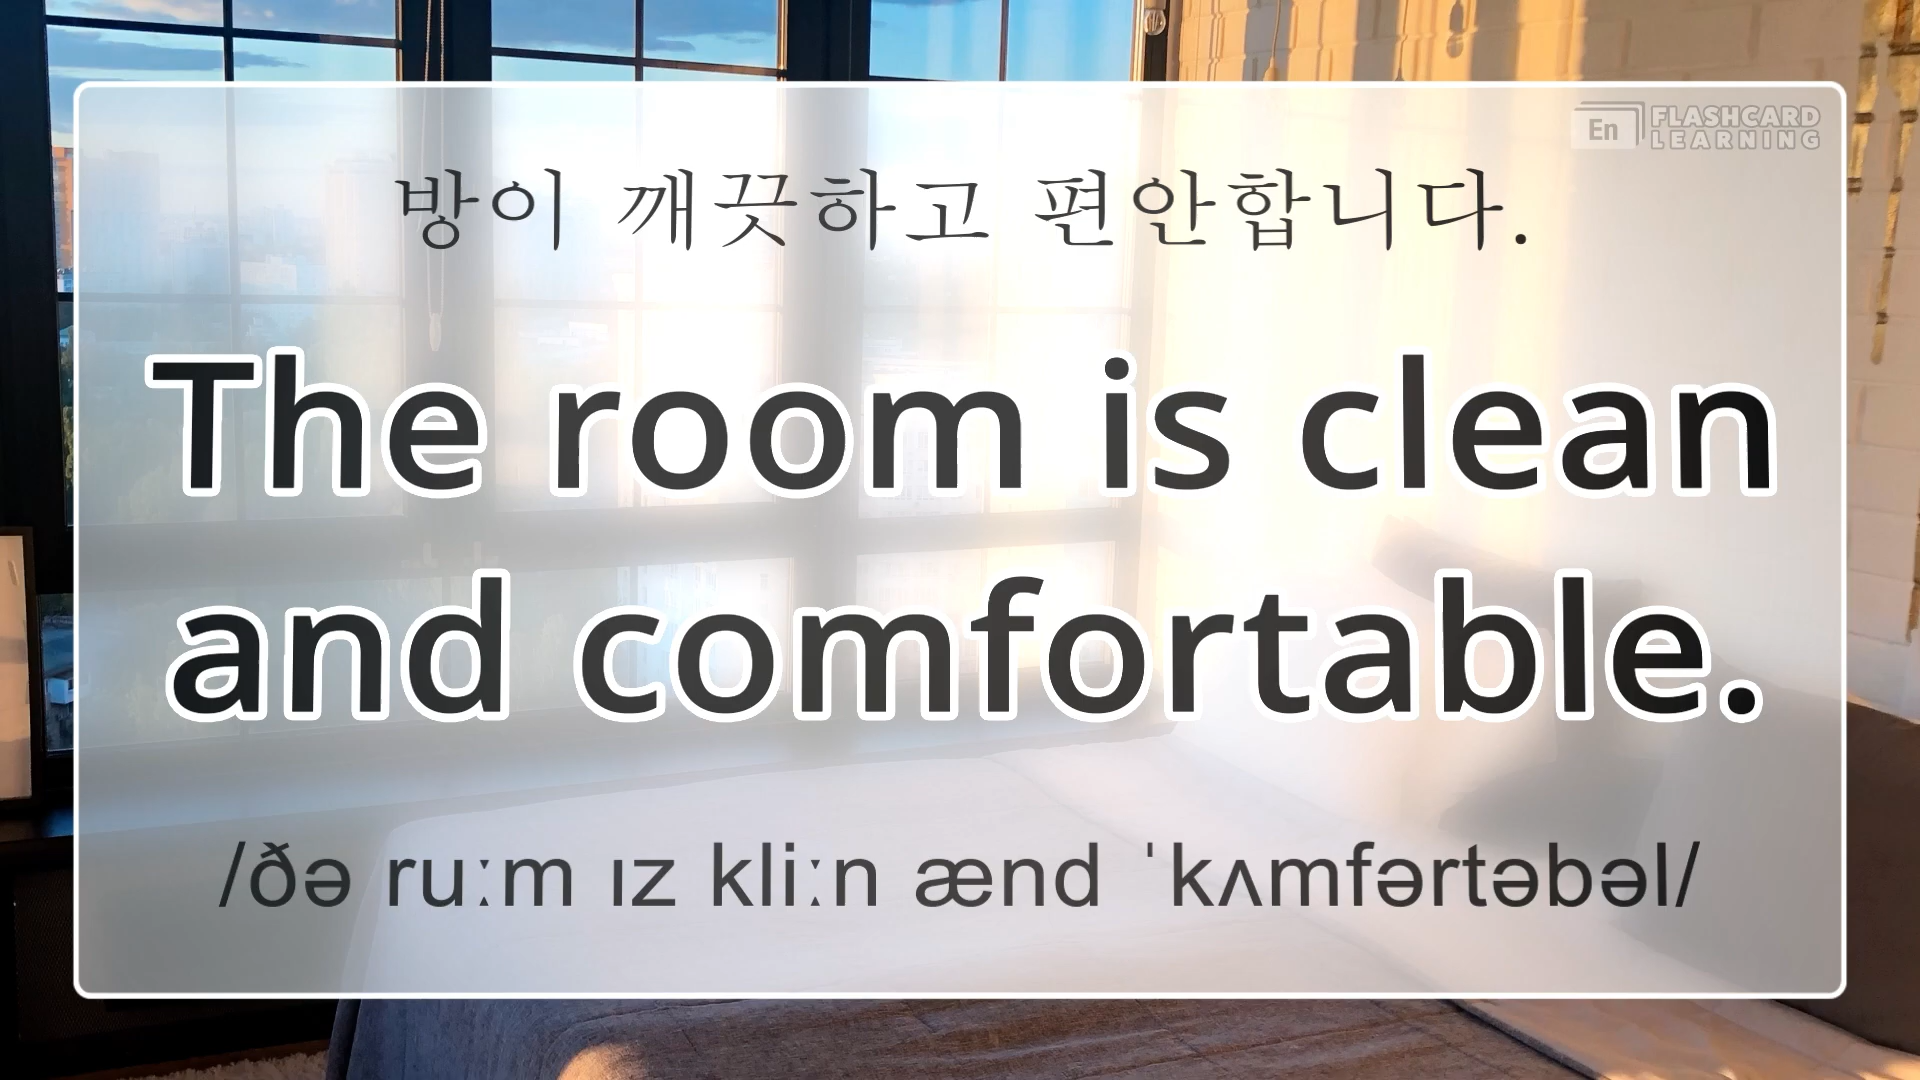 En
FLASHCARD
LEARNING
방이 깨끗하고 편안합니다.
The room is clean
and comfortable.
/ðə ruːm ɪz kliːn ænd ˈkʌmfərtəbəl/